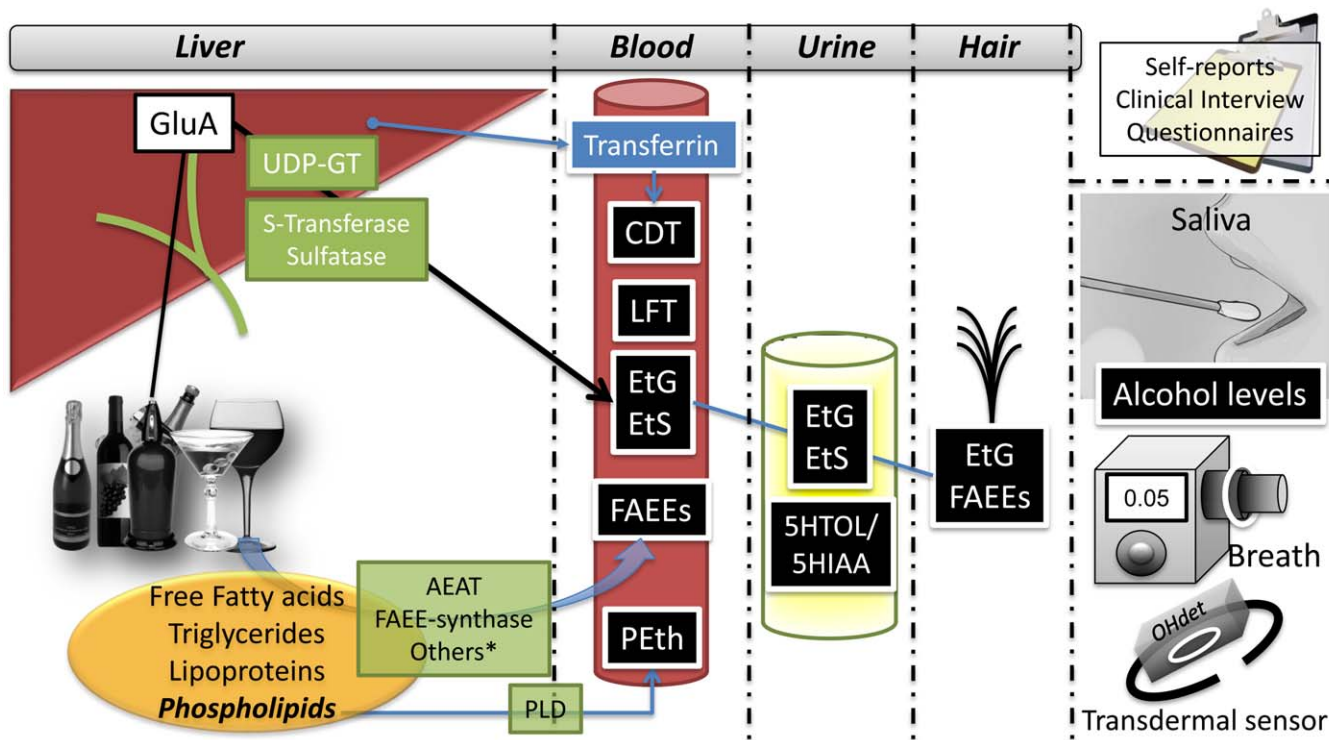 Liver
Blood
Urine
Hair
Self-reports
Clinical Interview
Questionnaires
GluA
UDP-GT
S-Transferase
Sulfatase
Transferrin
CDT
LFT
EtG
EtS
FAEEs
PEth
EtG
EtS
5HTOL/
5HIAA
EtG
FAEEs
Saliva
Alcohol levels
0.05
Breath
OHdet
Transdermal sensor
Free Fatty acids
Triglycerides
Lipoproteins
Phospholipids
AEAT
FAEE-synthase
Others*
PLD